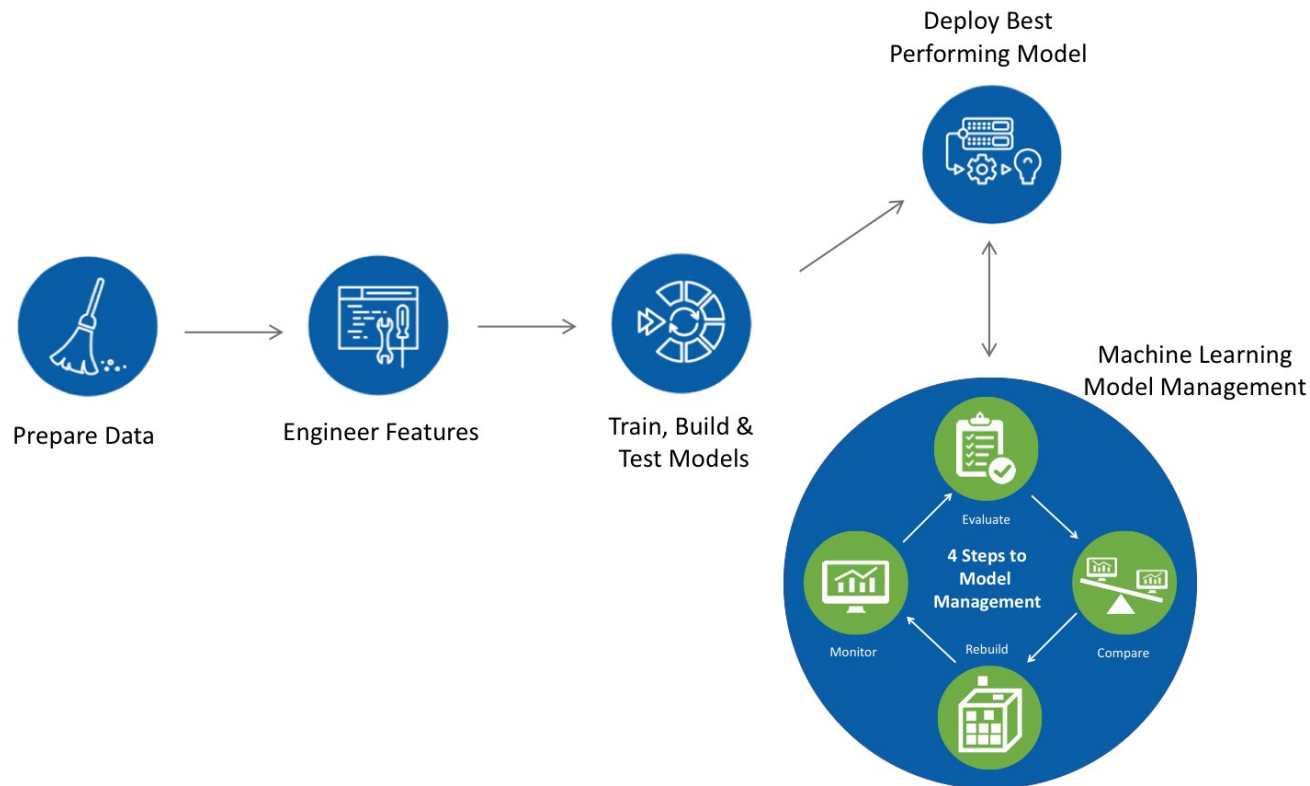 Deploy Best
Performing Model
Machine Learning
Model Management
Prepare Data
Engineer Features
Train, Build &
Test Models
Evaluate
4 Steps to
Model
Management
Monitor
Rebuild
Compare